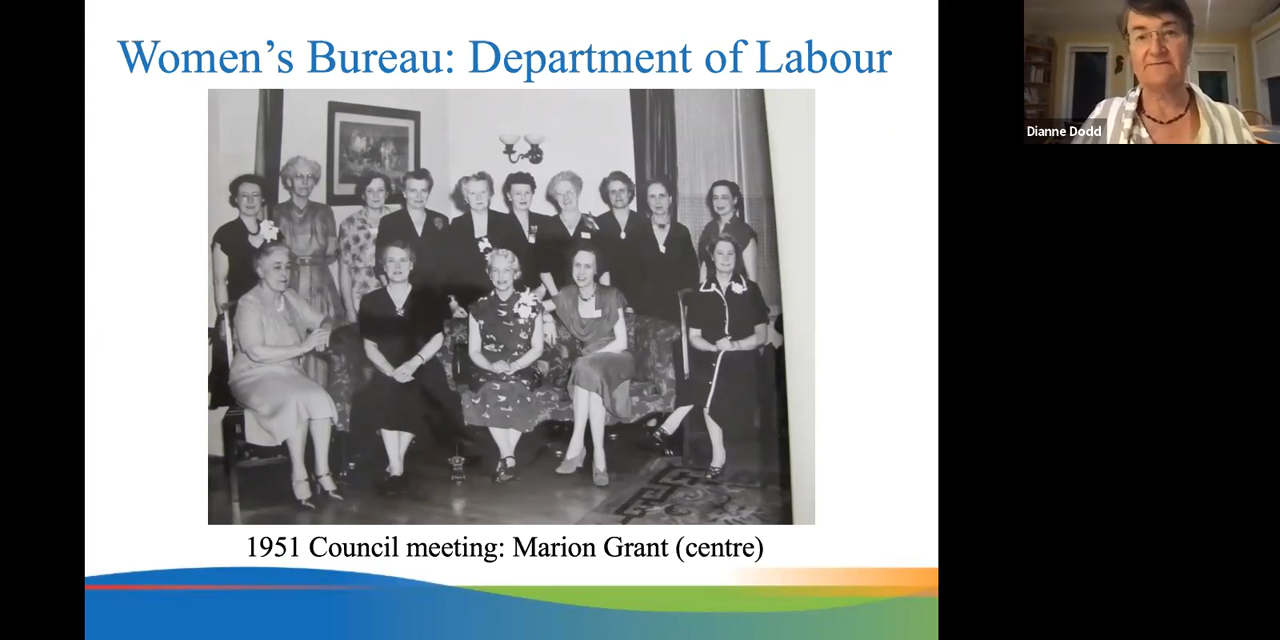 Women's Bureau: Department of Labour
Dianne Dodd
1951 Council meeting: Marion Grant (centre)